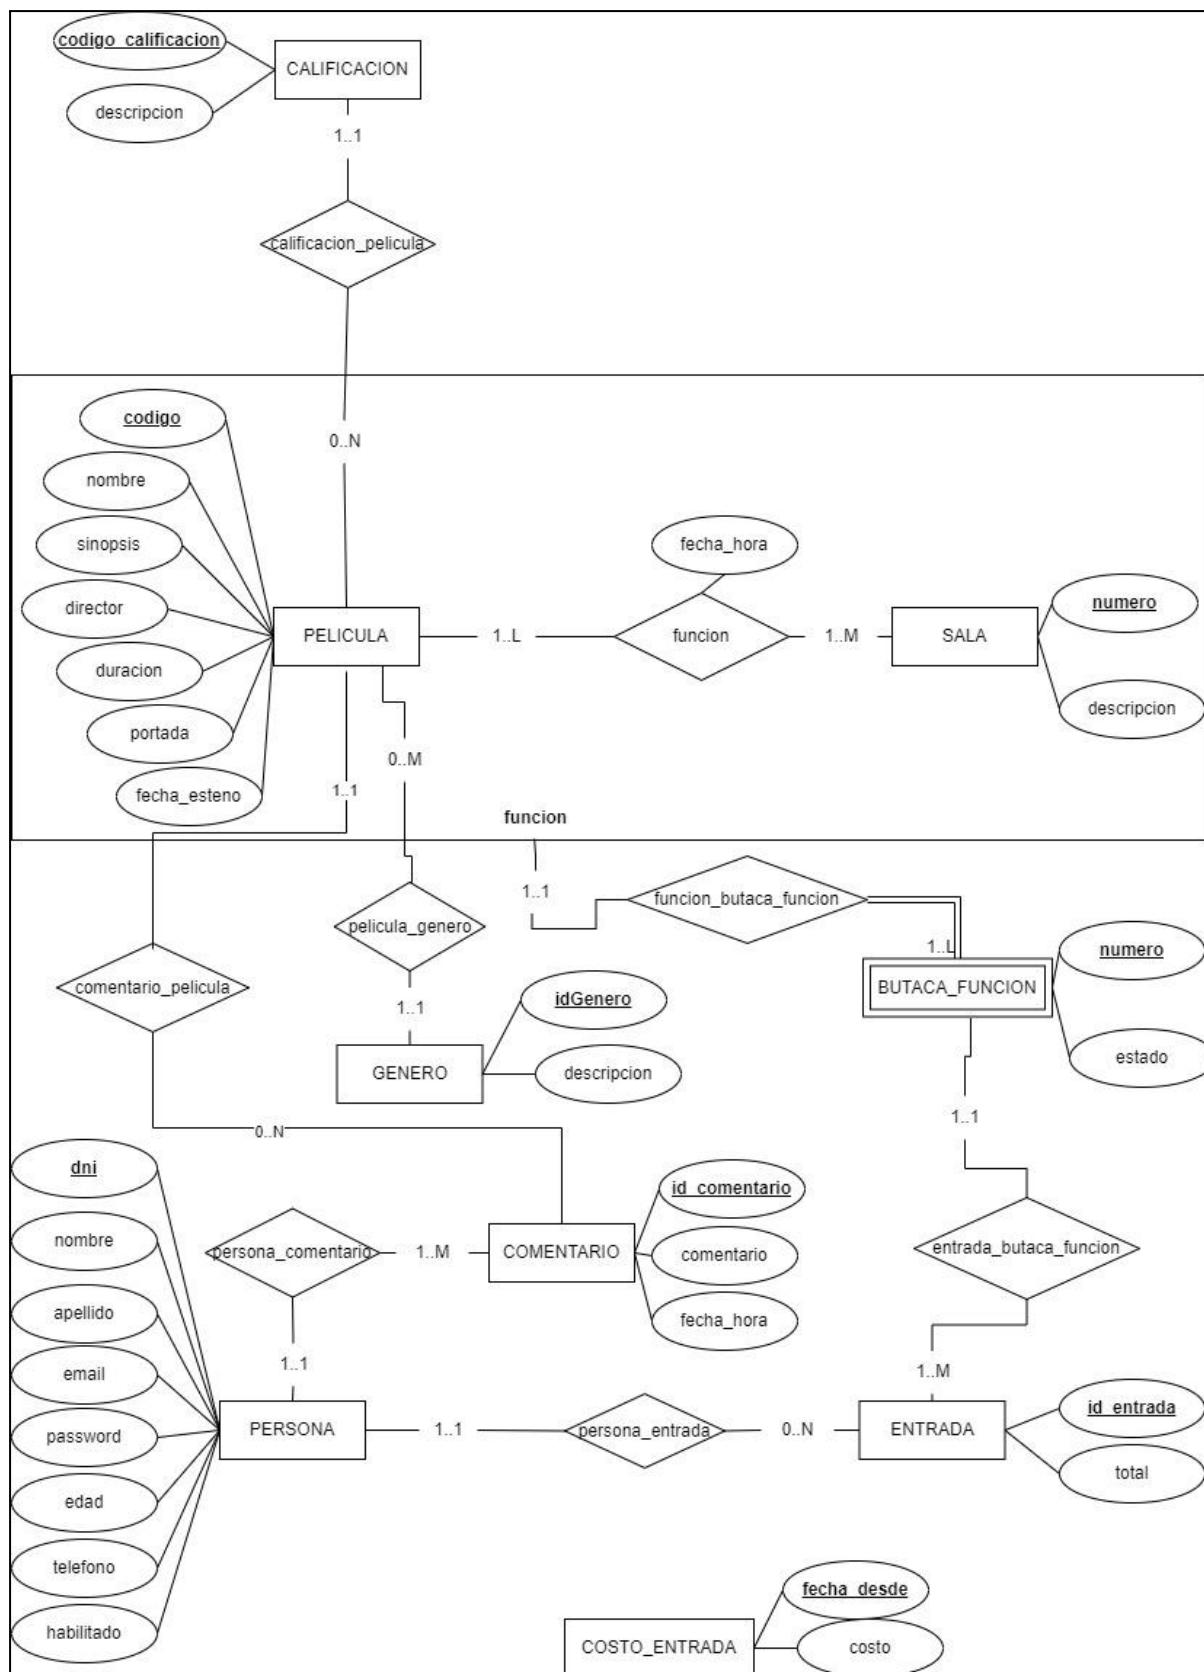 codigo_calificacion
CALIFICACION
descripcion
1..1
calificacion_pelicula
0..N
codigo
nombre
sinopsis
director
duracion
portada
fecha_esteno
PELICULA
1..L
fecha_hora
funcion
1..M
SALA
numero
descripcion
1..1
0..M
funcion
1..1
funcion_butaca_funcion
1..L
BUTACA_FUNCION
numero
estado
pelicula_genero
comentario_pelicula
1..1
idGenero
GENERO
descripcion
0..N
1..1
dni
nombre
apellido
email
password
edad
telefono
habilitado
persona_comentario
1..M
COMENTARIO
id_comentario
comentario
fecha_hora
entrada_butaca_funcion
1..1
1..M
PERSONA
1..1
persona_entrada
0..N
ENTRADA
id_entrada
total
fecha_desde
COSTO_ENTRADA
costo